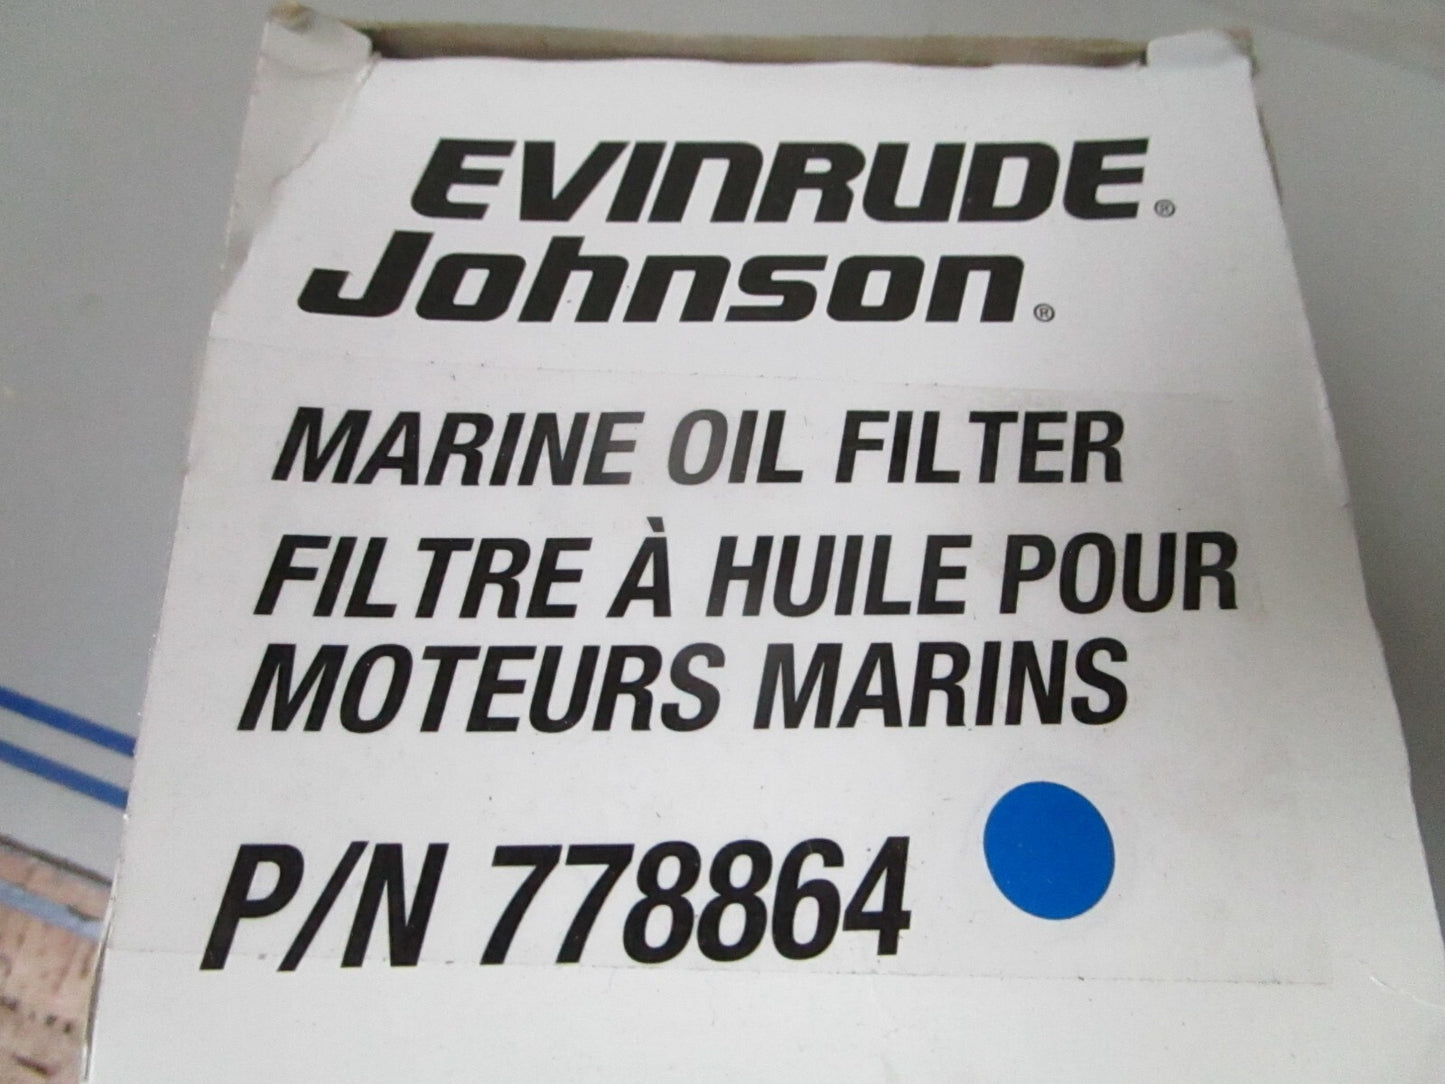 EVINRUDE®
Johnson®
MARINE OIL FILTER
FILTRE À HUILE POUR
MOTEURS MARINS
P/N 778864